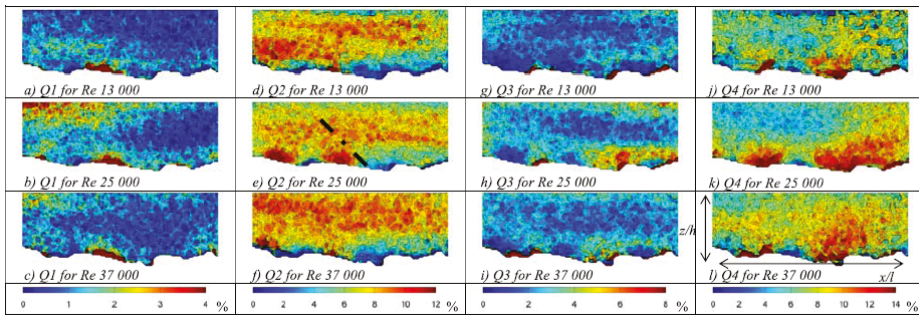 a) Q1 for Re 13 000
d) Q2 for Re 13 000
g) Q3 for Re 13 000
j) Q4 for Re 13 000
b) Q1 for Re 25 000
e) Q2 for Re 25 000
h) Q3 for Re 25 000
k) Q4 for Re 25 000
z/h
c) Q1 for Re 37 000
f) Q2 for Re 37 000
i) Q3 for Re 37 000
l) Q4 for Re 37 000
x/l
0 1 2 3 4 %
0 2 4 6 8 10 12 %
0 2 4 6 8 %
0 2 4 6 8 10 12 14 %